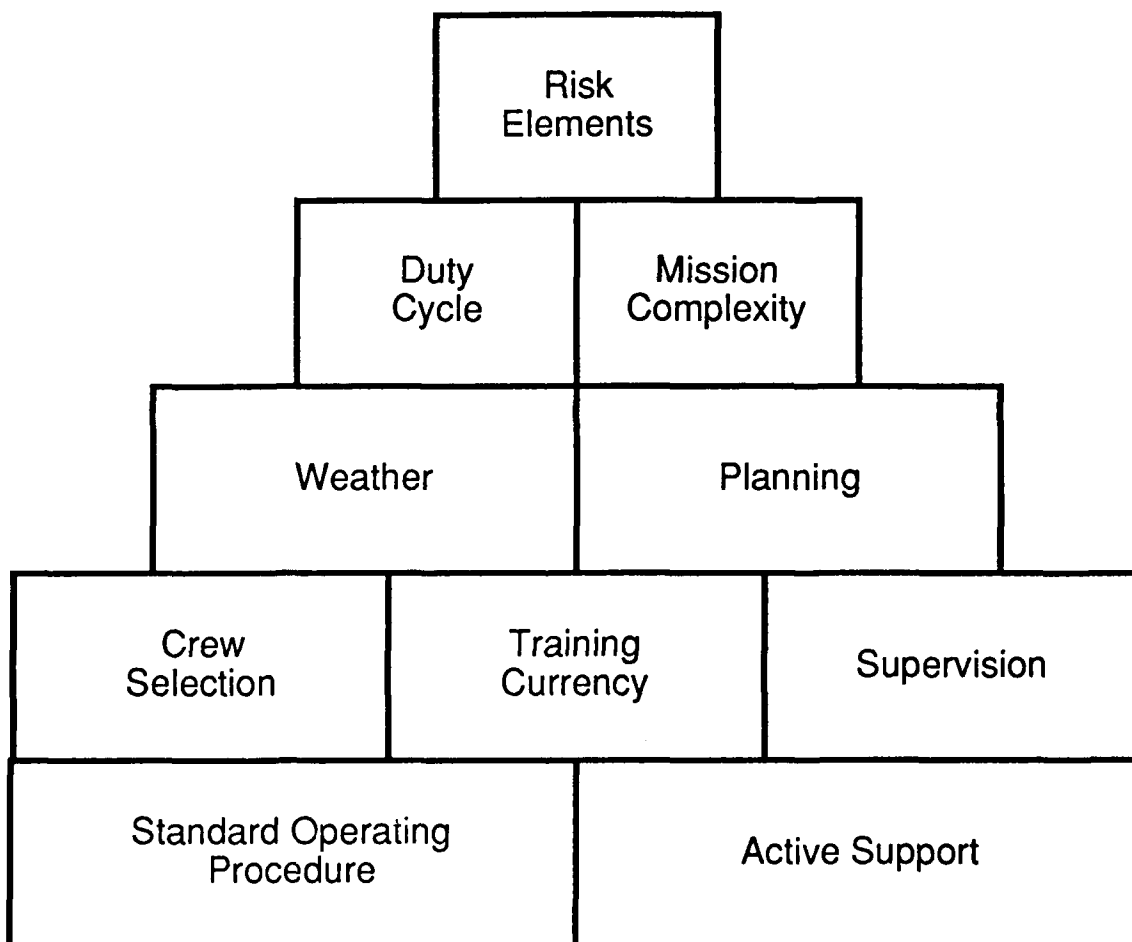 Risk
Elements
Duty
Cycle
Mission
Complexity
Weather
Planning
Crew
Selection
Training
Currency
Supervision
Standard Operating
Procedure
Active Support